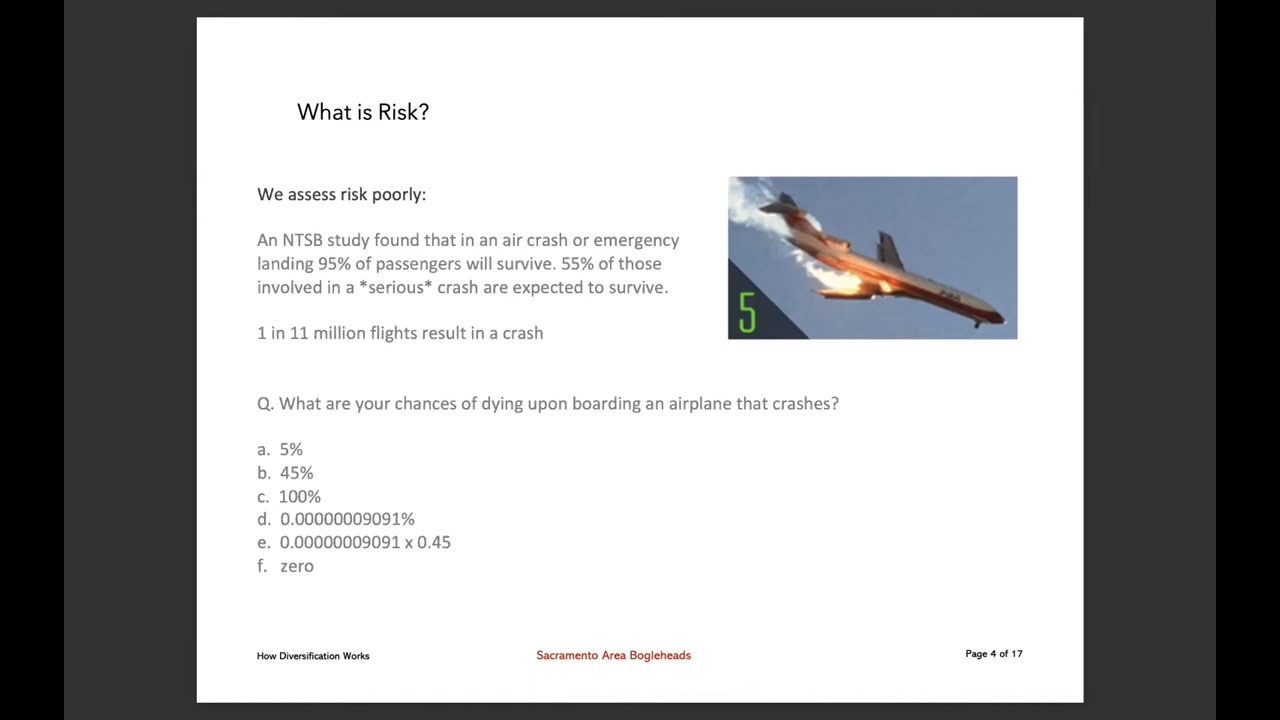 What is Risk?
We assess risk poorly:
An NTSB study found that in an air crash or emergency
landing 95% of passengers will survive. 55% of those
involved in a *serious* crash are expected to survive.
1 in 11 million flights result in a crash
5
Q. What are your chances of dying upon boarding an airplane that crashes?
a. 5%
b. 45%
c. 100%
d. 0.00000009091%
e. 0.00000009091 x 0.45
f. zero
How Diversification Works
Sacramento Area Bogleheads
Page 4 of 17